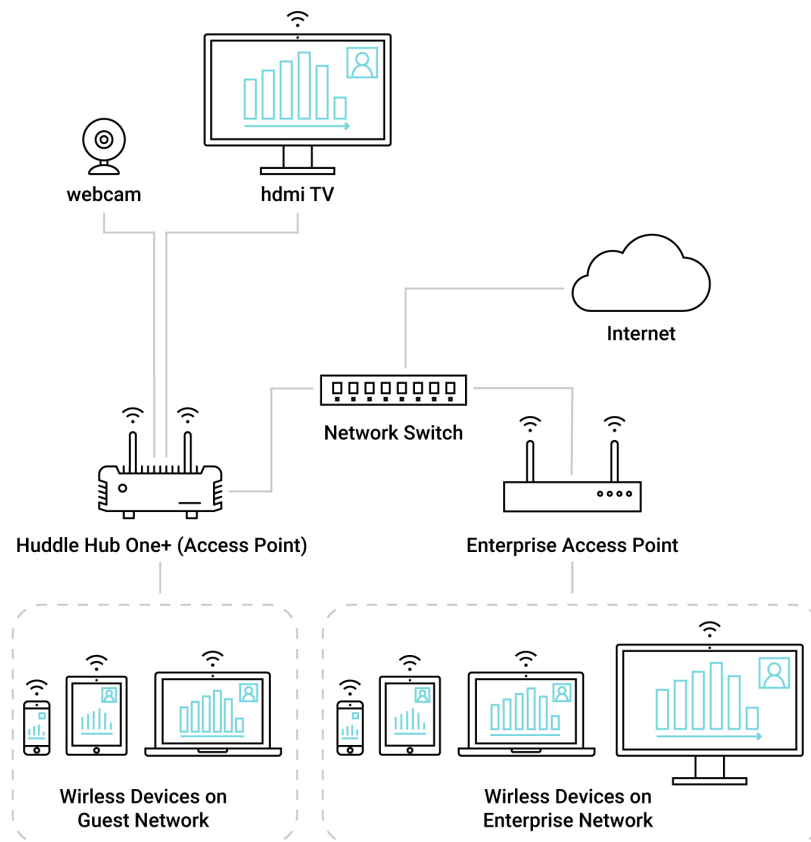 webcam
hdmi TV
Internet
Network Switch
Huddle Hub One+ (Access Point)
Enterprise Access Point
Wirless Devices on
Guest Network
Wirless Devices on
Enterprise Network